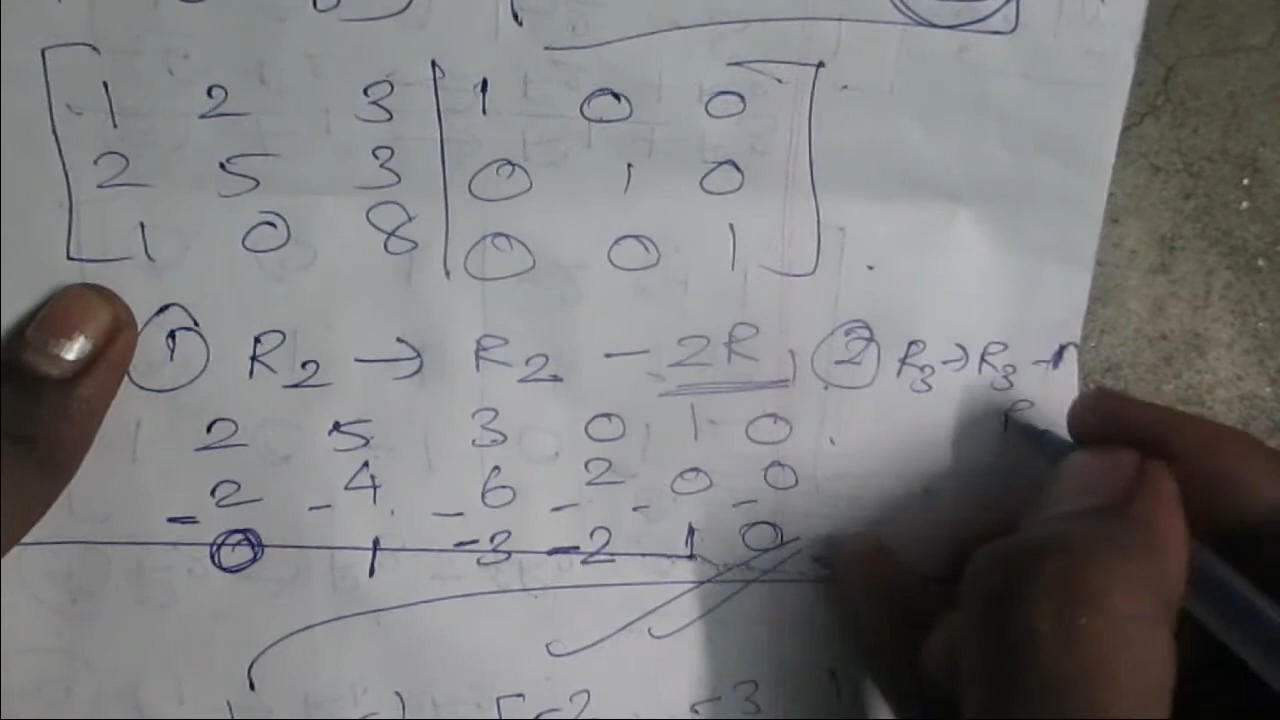 1 2 3 | 1 0 0
2 5 3 | 0 1 0
1 0 8 | 0 0 1
① R2 → R2 - 2R1 ② R3 → R3 -
2 5 3 0 1 0
- 2 - 4 - 6 - 2 - 0 - 0
0 1 -3 -2 1 0